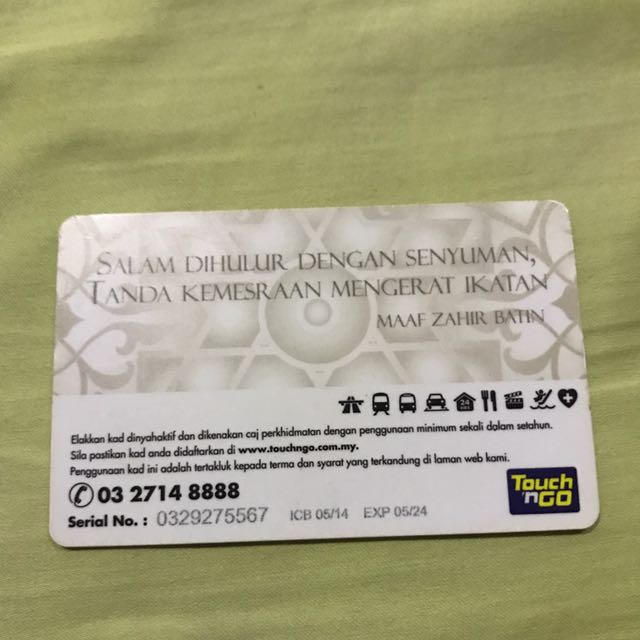 SALAM DIHULUR DENGAN SENYUMAN,
TANDA KEMESRAAN MENGERAT IKATAN
MAAF ZAHIR BATIN
24
Elakkan kad dinyahaktif dan dikenakan caj perkhidmatan dengan penggunaan minimum sekali dalam setahun.
Sila pastikan kad anda didaftarkan di www.touchngo.com.my.
Penggunaan kad ini adalah tertakluk kepada terma dan syarat yang terkandung di laman web kami.
03 2714 8888
Serial No. : 0329275567 ICB 05/14 EXP 05/24
Touch
'nGO